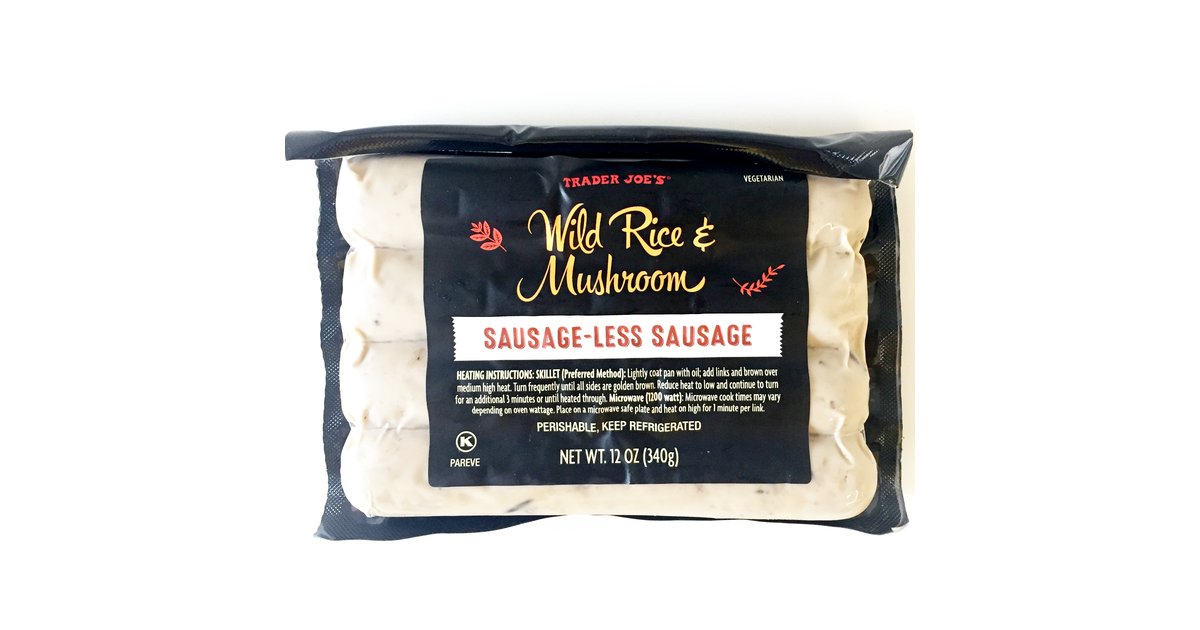 TRADER JOE'S®
VEGETARIAN
Wild Rice &
Mushroom
SAUSAGE-LESS SAUSAGE
HEATING INSTRUCTIONS: SKILLET (Preferred Method): Lightly coat pan with oil; add links and brown over
medium high heat. Turn frequently until all sides are golden brown. Reduce heat to low and continue to turn
for an additional 3 minutes or until heated through. Microwave (1200 watt): Microwave cook times may vary
depending on oven wattage. Place on a microwave safe plate and heat on high for 1 minute per link.
PERISHABLE, KEEP REFRIGERATED
K
PAREVE
NET WT. 12 OZ (340g)